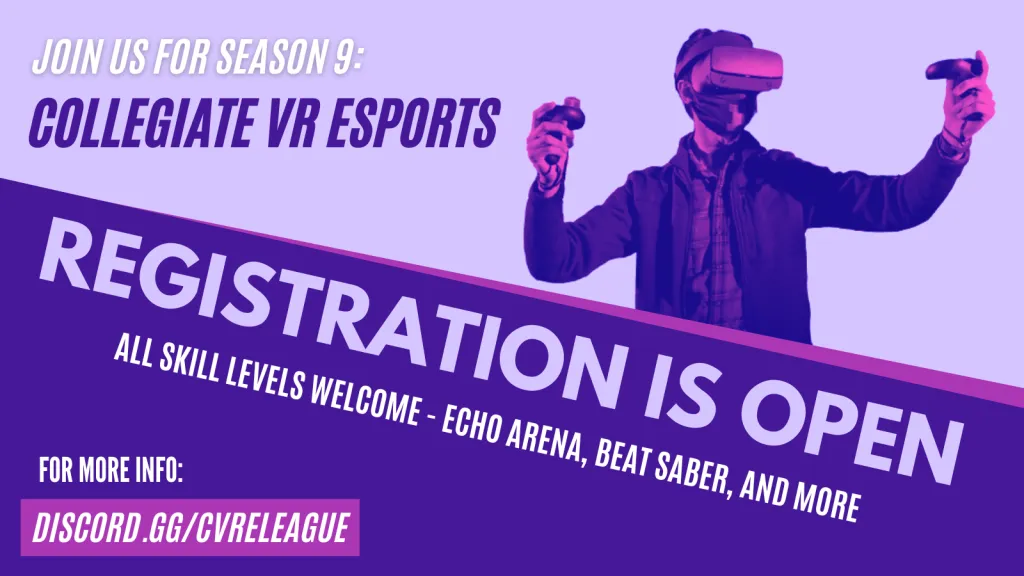 JOIN US FOR SEASON 9:
COLLEGIATE VR ESPORTS
REGISTRATION IS OPEN
ALL SKILL LEVELS WELCOME - ECHO ARENA, BEAT SABER, AND MORE
FOR MORE INFO:
DISCORD.GG/CVRELEAGUE